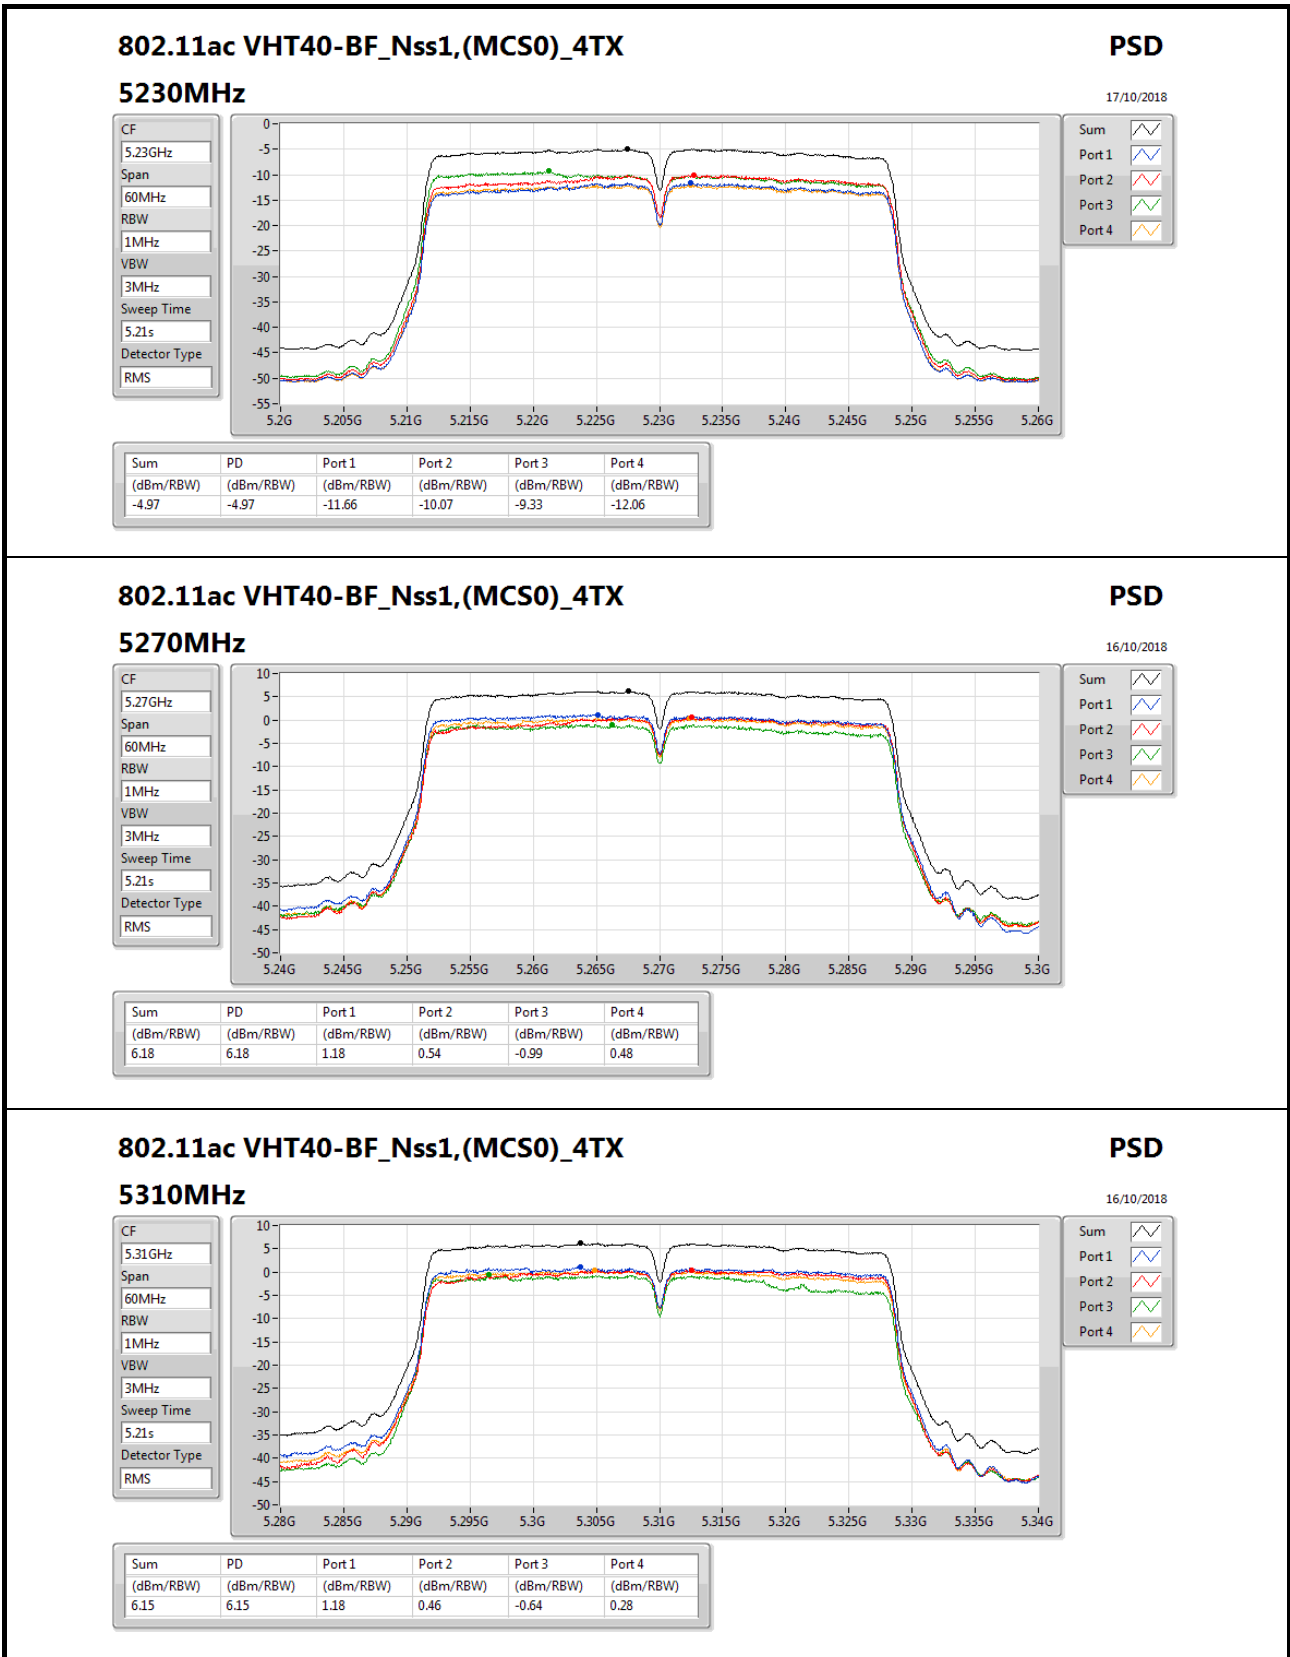 802.11ac VHT40-BF_Nss1,(MCS0)_4TX PSD
5230MHz 17/10/2018
CF
5.23GHz
Span
60MHz
RBW
1MHz
VBW
3MHz
Sweep Time
5.21s
Detector Type
RMS
0
-5
-10
-15
-20
-25
-30
-35
-40
-45
-50
-55
5.2G 5.205G 5.21G 5.215G 5.22G 5.225G 5.23G 5.235G 5.24G 5.245G 5.25G 5.255G 5.26G
Sum
Port 1
Port 2
Port 3
Port 4
Sum PD Port 1 Port 2 Port 3 Port 4
(dBm/RBW) (dBm/RBW) (dBm/RBW) (dBm/RBW) (dBm/RBW) (dBm/RBW)
-4.97 -4.97 -11.66 -10.07 -9.33 -12.06
802.11ac VHT40-BF_Nss1,(MCS0)_4TX PSD
5270MHz 16/10/2018
CF
5.27GHz
Span
60MHz
RBW
1MHz
VBW
3MHz
Sweep Time
5.21s
Detector Type
RMS
10
5
0
-5
-10
-15
-20
-25
-30
-35
-40
-45
-50
5.24G 5.245G 5.25G 5.255G 5.26G 5.265G 5.27G 5.275G 5.28G 5.285G 5.29G 5.295G 5.3G
Sum
Port 1
Port 2
Port 3
Port 4
Sum PD Port 1 Port 2 Port 3 Port 4
(dBm/RBW) (dBm/RBW) (dBm/RBW) (dBm/RBW) (dBm/RBW) (dBm/RBW)
6.18 6.18 1.18 0.54 -0.99 0.48
802.11ac VHT40-BF_Nss1,(MCS0)_4TX PSD
5310MHz 16/10/2018
CF
5.31GHz
Span
60MHz
RBW
1MHz
VBW
3MHz
Sweep Time
5.21s
Detector Type
RMS
10
5
0
-5
-10
-15
-20
-25
-30
-35
-40
-45
-50
5.28G 5.285G 5.29G 5.295G 5.3G 5.305G 5.31G 5.315G 5.32G 5.325G 5.33G 5.335G 5.34G
Sum
Port 1
Port 2
Port 3
Port 4
Sum PD Port 1 Port 2 Port 3 Port 4
(dBm/RBW) (dBm/RBW) (dBm/RBW) (dBm/RBW) (dBm/RBW) (dBm/RBW)
6.15 6.15 1.18 0.46 -0.64 0.28